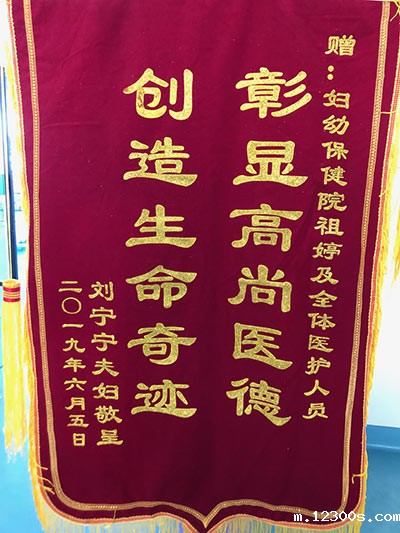 赠：妇幼保健院祖婷及全体医护人员
彰显高尚医德
创造生命奇迹
刘宁宁夫妇敬呈
二〇一九年六月五日
m.12300s.com